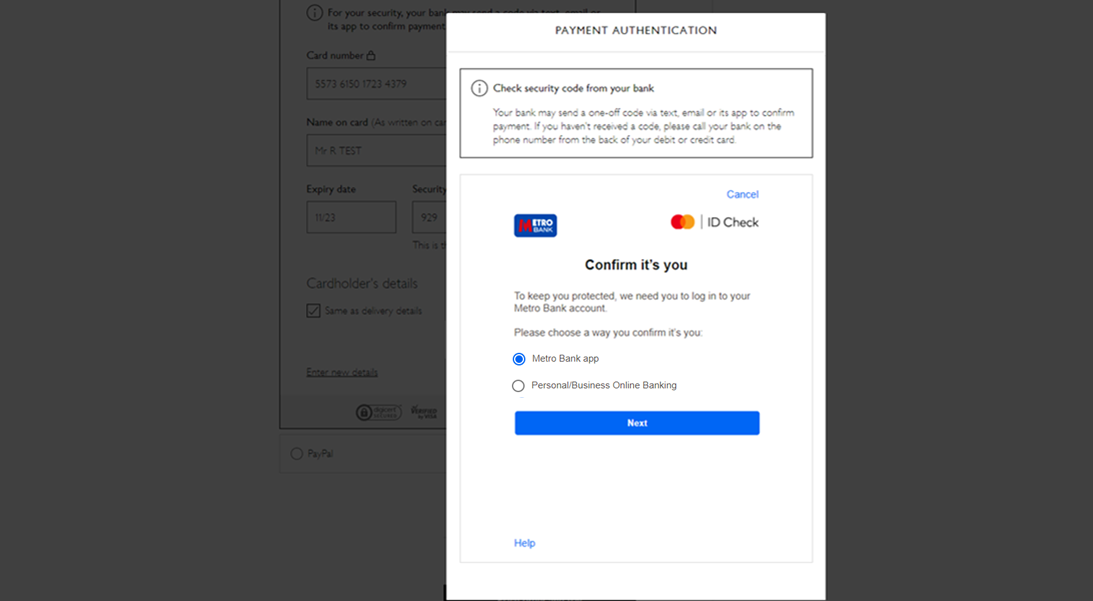 For your security, your bank may send a code via text, email or
its app to confirm payment
Card number
5573 6150 1723 4379
Name on card (As written on car
Mr R TEST
Expiry date
Security
11/23
929
This is th
Cardholder's details
Same as delivery details
Enter new details
PayPal
PAYMENT AUTHENTICATION
Check security code from your bank
Your bank may send a one-off code via text, email or its app to confirm
payment. If you haven't received a code, please call your bank on the
phone number from the back of your debit or credit card.
Cancel
METRO
BANK
ID Check
Confirm it's you
To keep you protected, we need you to log in to your
Metro Bank account.
Please choose a way you confirm it's you:
Metro Bank app
Personal/Business Online Banking
Next
Help